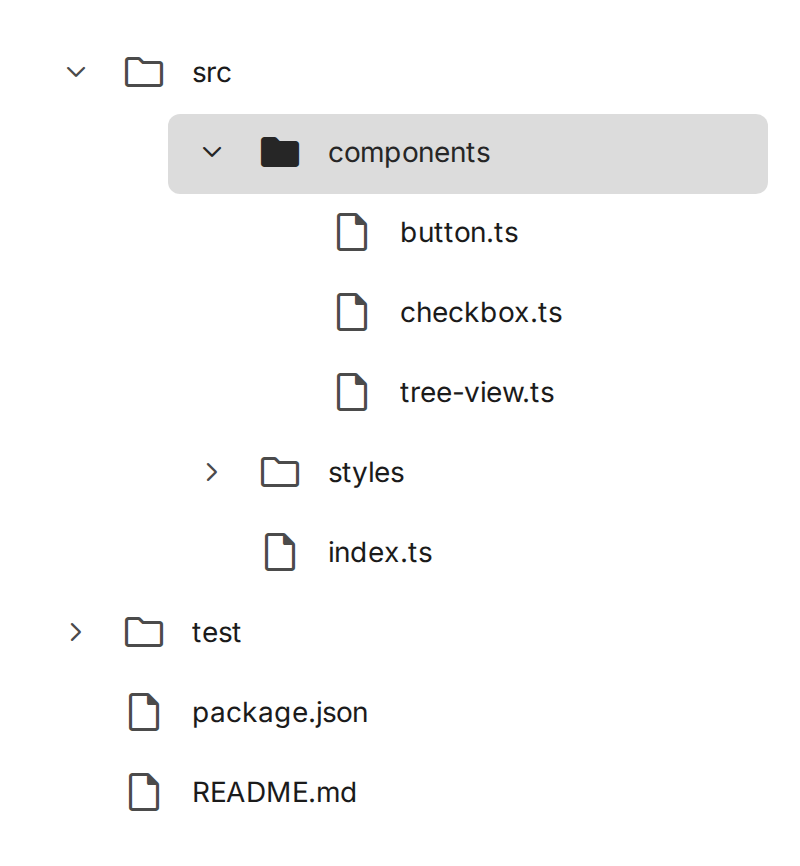 src
components
button.ts
checkbox.ts
tree-view.ts
styles
index.ts
test
package.json
README.md